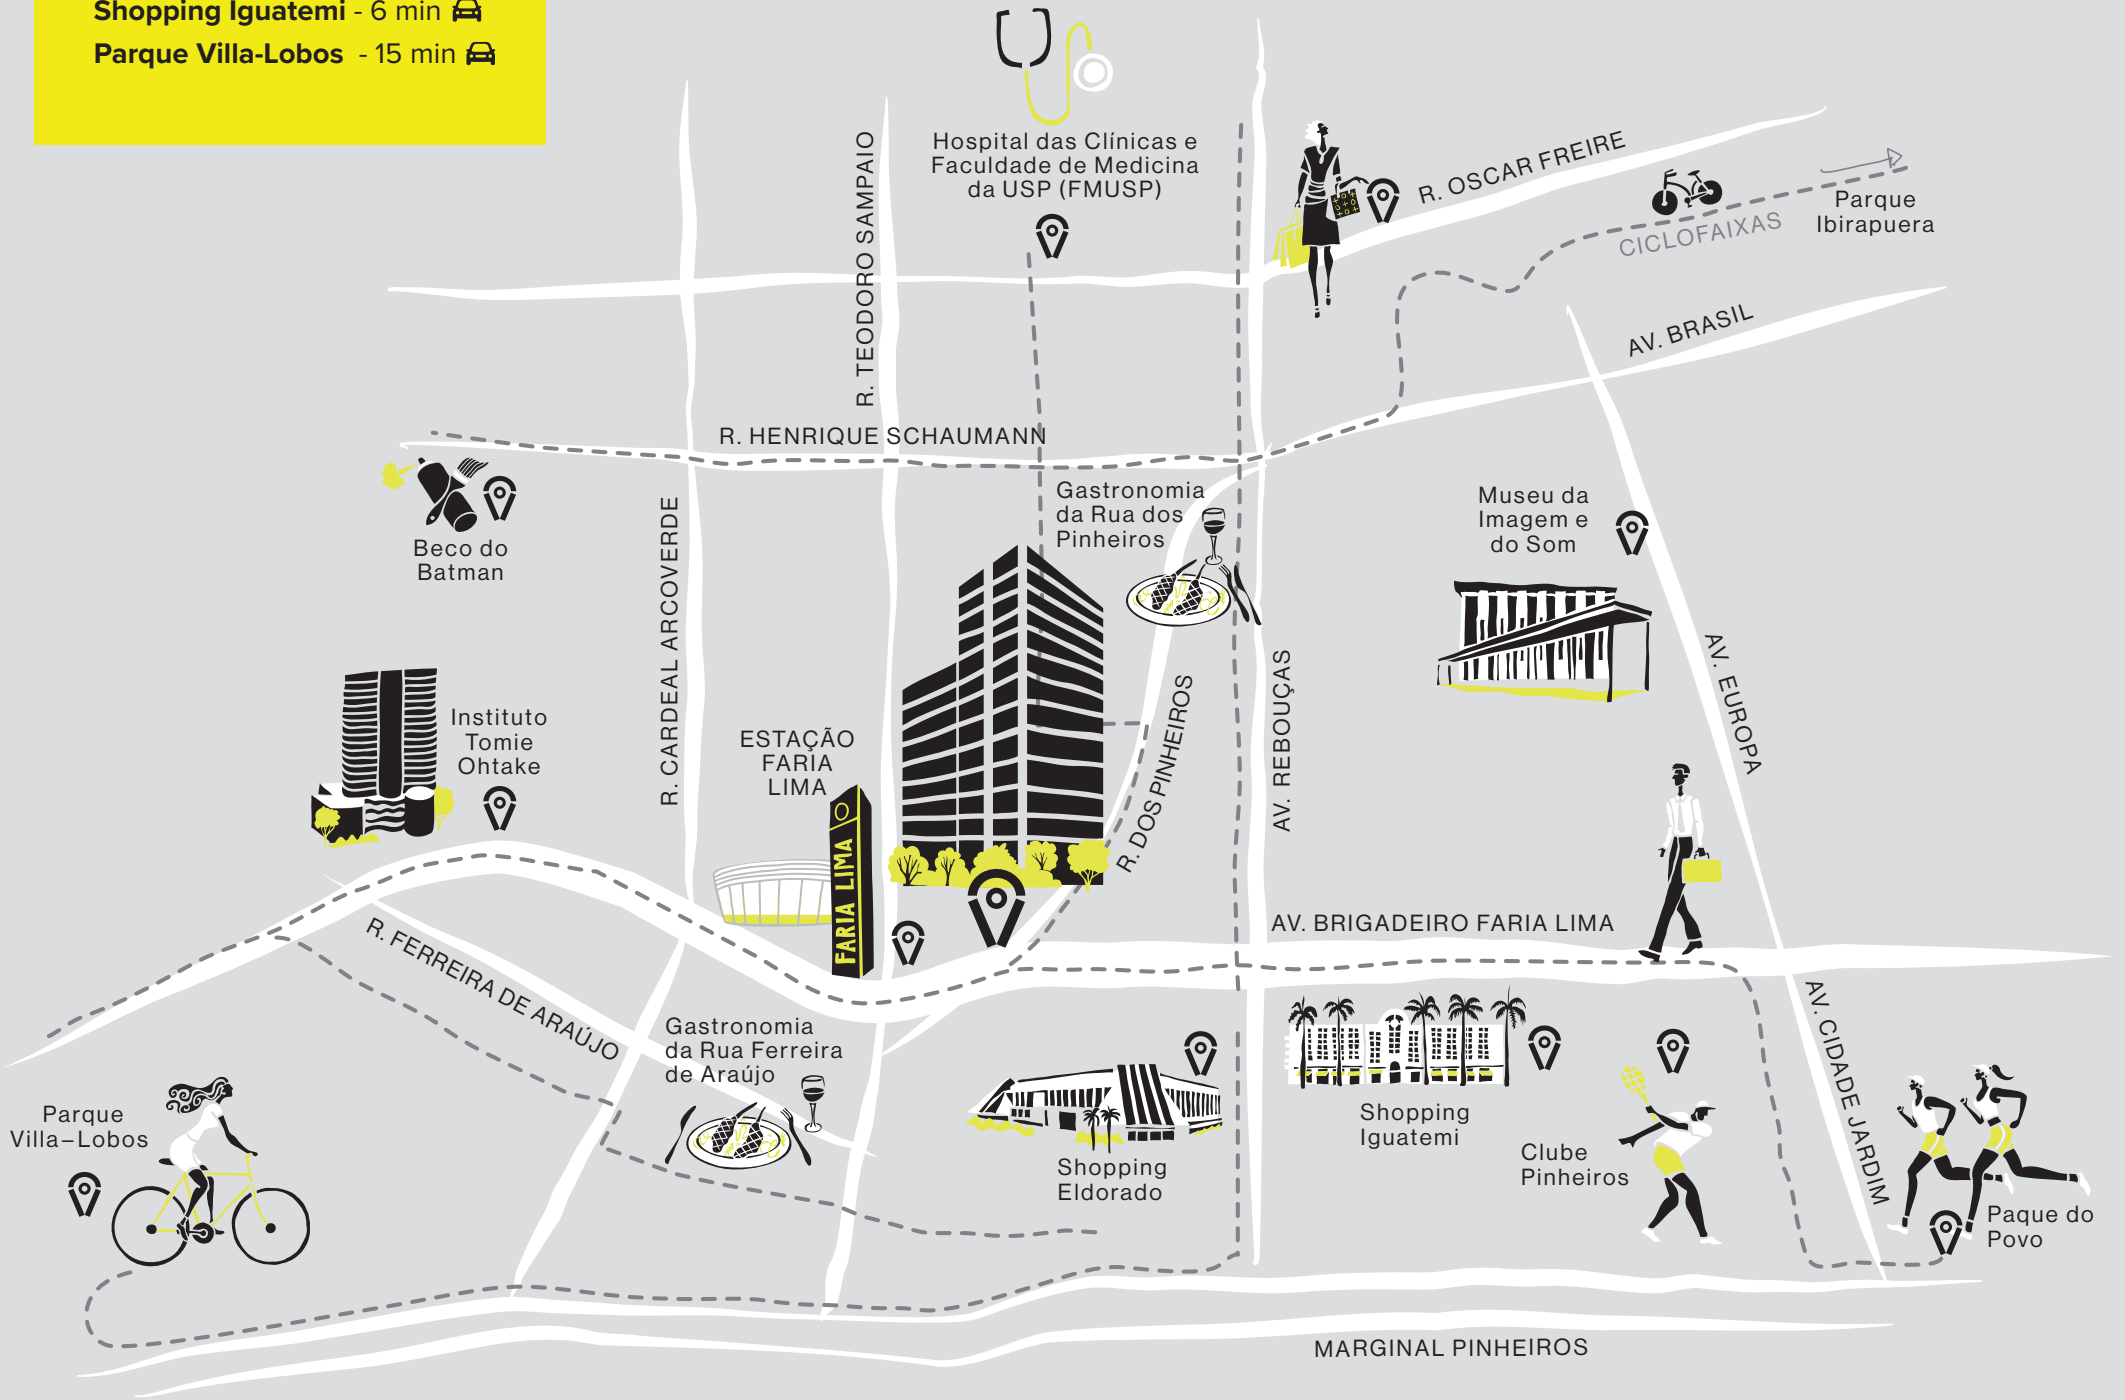 Shopping Iguatemi - 6 min
Parque Villa-Lobos - 15 min
Hospital das Clínicas e
Faculdade de Medicina
da USP (FMUSP)
R. TEODORO SAMPAIO
R. OSCAR FREIRE
CICLOFAIXAS
Parque
Ibirapuera
AV. BRASIL
R. HENRIQUE SCHAUMANN
Beco do
Batman
R. CARDEAL ARCOVERDE
Gastronomia
da Rua dos
Pinheiros
Museu da
Imagem e
do Som
AV. EUROPA
Instituto
Tomie
Ohtake
ESTAÇÃO
FARIA
LIMA
FARIA LIMA
R. DOS PINHEIROS
AV. REBOUÇAS
AV. BRIGADEIRO FARIA LIMA
R. FERREIRA DE ARAÚJO
Gastronomia
da Rua Ferreira
de Araújo
Parque
Villa–Lobos
Shopping
Eldorado
Shopping
Iguatemi
Clube
Pinheiros
AV. CIDADE JARDIM
Paque do
Povo
MARGINAL PINHEIROS